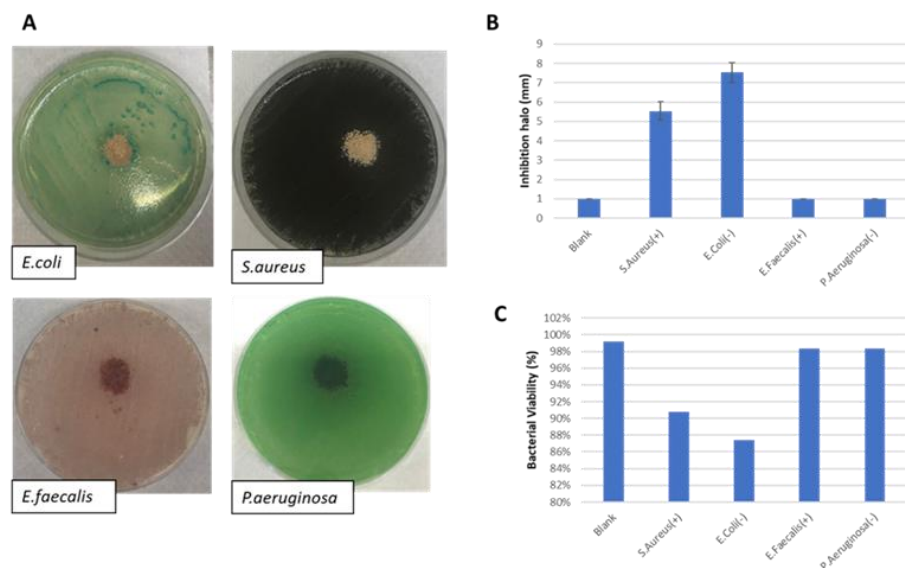 A
E.coli
S.aureus
E.faecalis
P.aeruginosa
B
Inhibition halo (mm)
9
8
7
6
5
4
3
2
1
0
Blank
S.Aureus(+)
E.Coli(-)
E.Faecalis(+)
P.Aeruginosa(-)
C
Bacterial Viability (%)
102%
100%
98%
96%
94%
92%
90%
88%
86%
84%
82%
80%
Blank
S.Aureus(+)
E.Coli(-)
E.Faecalis(+)
P.Aeruginosa(-)